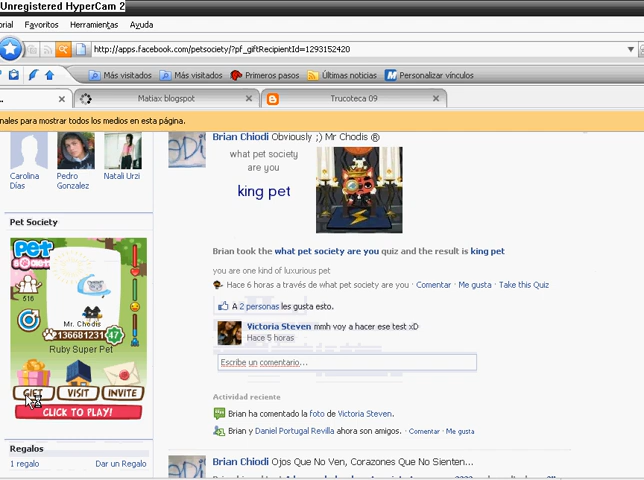 Unregistered HyperCam 2
orial Favoritos Herramientas Ayuda
http://apps.facebook.com/petsociety/?pf_giftRecipientId=1293152420
Más visitados Más visitados Primeros pasos Últimas noticias Personalizar vínculos
... x Matiax blogspot x Trucoteca 09 x
nales para mostrar todos los medios en esta página.
Carolina Días
Pedro Gonzalez
Natali Urzi
Pet Society
Pet Society
516
Mr. Chodis
2136681231 47
Ruby Super Pet
GIFT VISIT INVITE
CLICK TO PLAY!
Regalos
1 regalo Dar un Regalo
Brian Chiodi Obviously ;) Mr Chodis ®
what pet society
are you
king pet
Brian took the what pet society are you quiz and the result is king pet
you are one kind of luxurious pet
Hace 6 horas a través de what pet society are you · Comentar · Me gusta · Take this Quiz
A 2 personas les gusta esto.
Victoria Steven mmh voy a hacer ese test xD
Hace 5 horas
Escribe un comentario...
Actividad reciente
Brian ha comentado la foto de Victoria Steven.
Brian y Daniel Portugal Revilla ahora son amigos. · Comentar · Me gusta
Brian Chiodi Ojos Que No Ven, Corazones Que No Sienten...